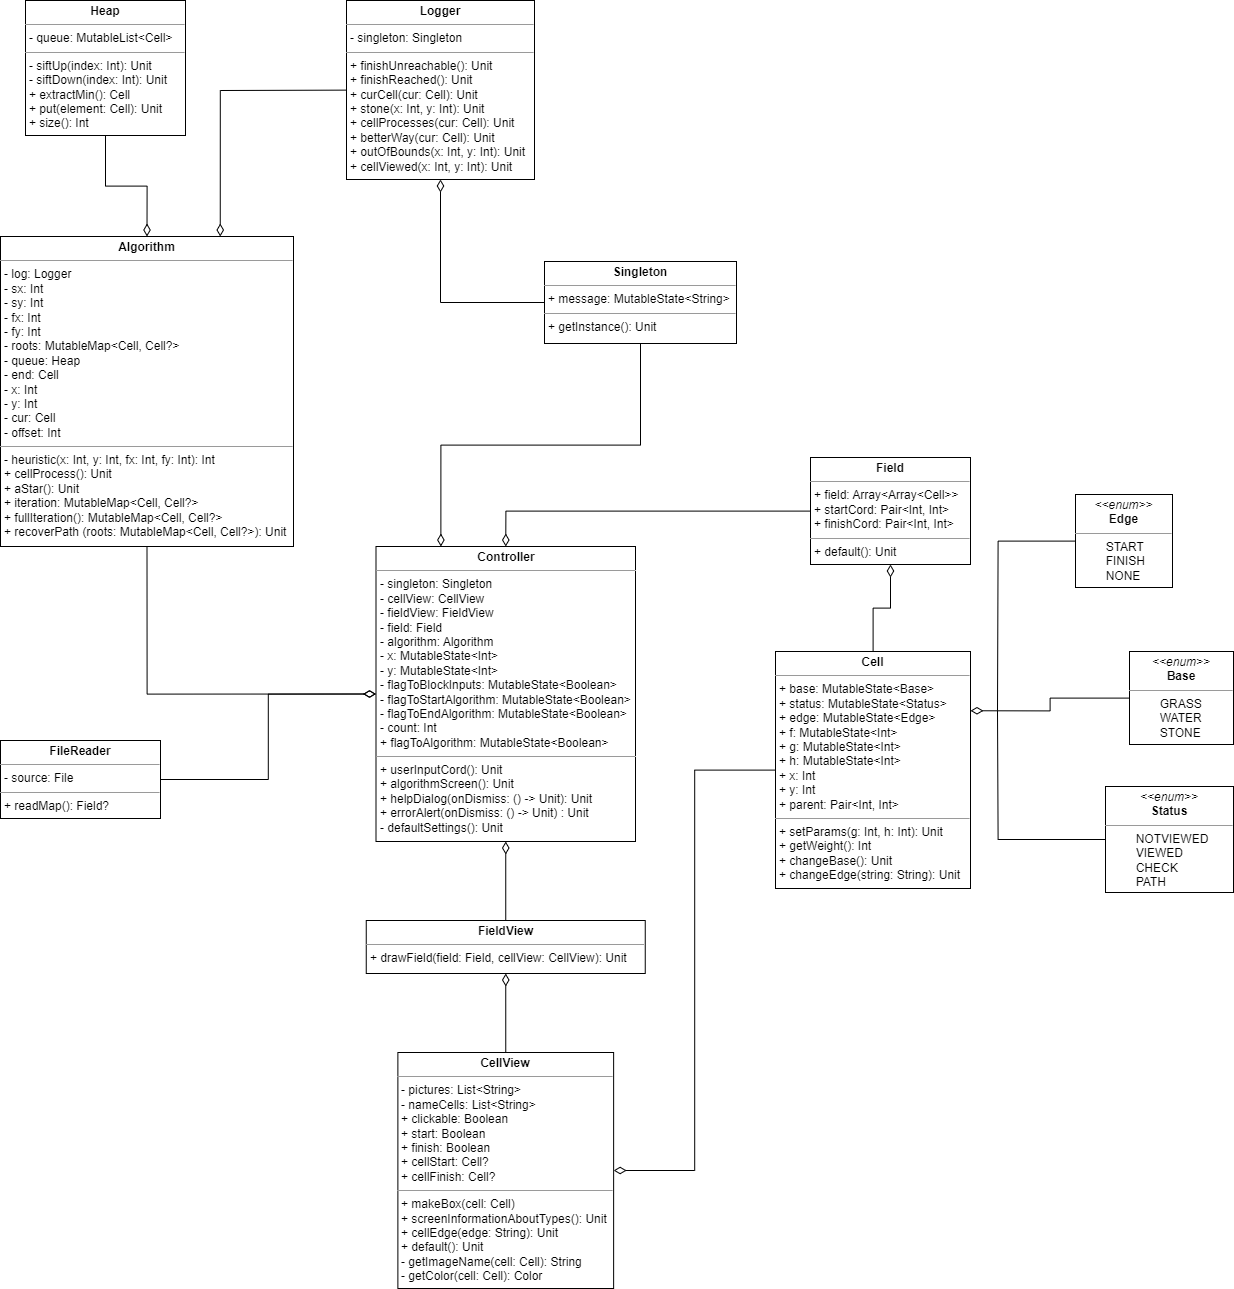 Heap
- queue: MutableList<Cell>
- siftUp(index: Int): Unit
- siftDown(index: Int): Unit
+ extractMin(): Cell
+ put(element: Cell): Unit
+ size(): Int
Logger
- singleton: Singleton
+ finishUnreachable(): Unit
+ finishReached(): Unit
+ curCell(cur: Cell): Unit
+ stone(x: Int, y: Int): Unit
+ cellProcesses(cur: Cell): Unit
+ betterWay(cur: Cell): Unit
+ outOfBounds(x: Int, y: Int): Unit
+ cellViewed(x: Int, y: Int): Unit
Algorithm
- log: Logger
- sx: Int
- sy: Int
- fx: Int
- fy: Int
- roots: MutableMap<Cell, Cell?>
- queue: Heap
- end: Cell
- x: Int
- y: Int
- cur: Cell
- offset: Int
- heuristic(x: Int, y: Int, fx: Int, fy: Int): Int
+ cellProcess(): Unit
+ aStar(): Unit
+ iteration: MutableMap<Cell, Cell?>
+ fullIteration(): MutableMap<Cell, Cell?>
+ recoverPath (roots: MutableMap<Cell, Cell?>): Unit
Singleton
+ message: MutableState<String>
+ getInstance(): Unit
Field
+ field: Array<Array<Cell>>
+ startCord: Pair<Int, Int>
+ finishCord: Pair<Int, Int>
+ default(): Unit
<<enum>>
Edge
START
FINISH
NONE
Controller
- singleton: Singleton
- cellView: CellView
- fieldView: FieldView
- field: Field
- algorithm: Algorithm
- x: MutableState<Int>
- y: MutableState<Int>
- flagToBlockInputs: MutableState<Boolean>
- flagToStartAlgorithm: MutableState<Boolean>
- flagToEndAlgorithm: MutableState<Boolean>
- count: Int
+ flagToAlgorithm: MutableState<Boolean>
+ userInputCord(): Unit
+ algorithmScreen(): Unit
+ helpDialog(onDismiss: () -> Unit): Unit
+ errorAlert(onDismiss: () -> Unit) : Unit
- defaultSettings(): Unit
Cell
+ base: MutableState<Base>
+ status: MutableState<Status>
+ edge: MutableState<Edge>
+ f: MutableState<Int>
+ g: MutableState<Int>
+ h: MutableState<Int>
+ x: Int
+ y: Int
+ parent: Pair<Int, Int>
+ setParams(g: Int, h: Int): Unit
+ getWeight(): Int
+ changeBase(): Unit
+ changeEdge(string: String): Unit
<<enum>>
Base
GRASS
WATER
STONE
FileReader
- source: File
+ readMap(): Field?
<<enum>>
Status
NOTVIEWED
VIEWED
CHECK
PATH
FieldView
+ drawField(field: Field, cellView: CellView): Unit
CellView
- pictures: List<String>
- nameCells: List<String>
+ clickable: Boolean
+ start: Boolean
+ finish: Boolean
+ cellStart: Cell?
+ cellFinish: Cell?
+ makeBox(cell: Cell)
+ screenInformationAboutTypes(): Unit
+ cellEdge(edge: String): Unit
+ default(): Unit
- getImageName(cell: Cell): String
- getColor(cell: Cell): Color